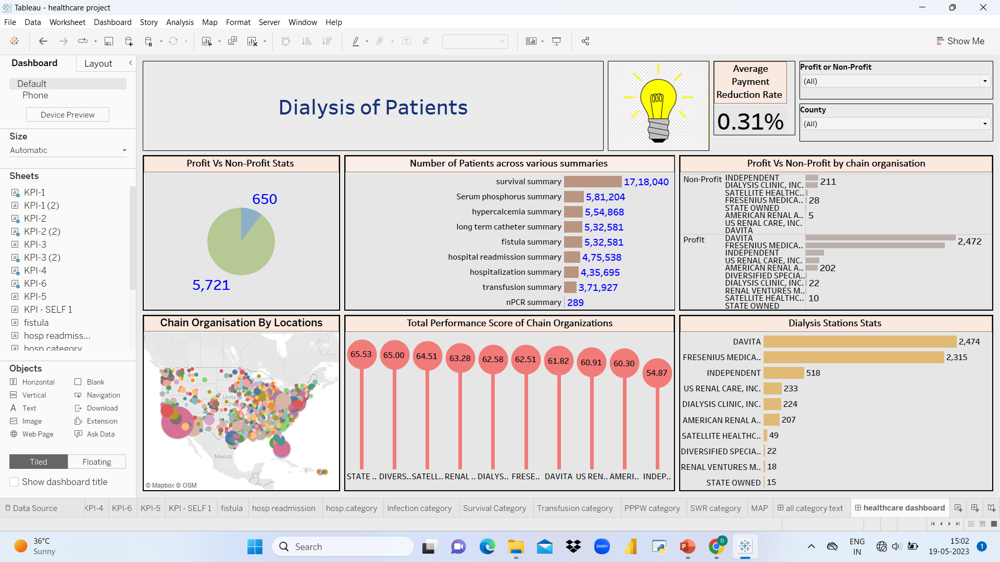 Tableau - healthcare project
File Data Worksheet Dashboard Story Analysis Map Format Server Window Help
Show Me
Dashboard Layout
Default
Phone
Device Preview
Size
Automatic
Sheets
KPI-1
KPI-1 (2)
KPI-2
KPI-2 (2)
KPI-3
KPI-3 (2)
KPI-4
KPI-6
KPI-5
KPI - SELF 1
fistula
hosp readmiss...
hosp category
Objects
Horizontal Blank
Vertical Navigation
A Text Download
Image Extension
Web Page Ask Data
Tiled Floating
Show dashboard title
Dialysis of Patients
Average
Payment
Reduction Rate
0.31%
Profit or Non-Profit
(All)
County
(All)
Profit Vs Non-Profit Stats
650
5,721
Number of Patients across various summaries
survival summary 17,18,040
Serum phosphorus summary 5,81,204
hypercalcemia summary 5,54,868
long term catheter summary 5,32,581
fistula summary 5,32,581
hospital readmission summary 4,75,538
hospitalization summary 4,35,695
transfusion summary 3,71,927
nPCR summary 289
Profit Vs Non-Profit by chain organisation
Non-Profit INDEPENDENT
DIALYSIS CLINIC, INC. 211
SATELLITE HEALTHC..
FRESENIUS MEDICA.. 28
STATE OWNED
AMERICAN RENAL A.. 5
US RENAL CARE, INC.
DAVITA
Profit DAVITA 2,472
FRESENIUS MEDICA..
INDEPENDENT
US RENAL CARE, INC.
AMERICAN RENAL A.. 202
DIVERSIFIED SPECIA..
DIALYSIS CLINIC, INC. 22
RENAL VENTURES M..
SATELLITE HEALTHC.. 10
STATE OWNED
Chain Organisation By Locations
Mexico
© Mapbox © OSM
Total Performance Score of Chain Organizations
65.53 65.00 64.51 63.28 62.58 62.51 61.82 60.91 60.30 54.87
STATE .. DIVERS.. SATELL.. RENAL .. DIALYS.. FRESE.. DAVITA US REN.. AMERI.. INDEP..
Dialysis Stations Stats
DAVITA 2,474
FRESENIUS MEDICA.. 2,315
INDEPENDENT 518
US RENAL CARE, INC. 233
DIALYSIS CLINIC, INC. 224
AMERICAN RENAL A.. 207
SATELLITE HEALTHC.. 49
DIVERSIFIED SPECIA.. 22
RENAL VENTURES M.. 18
STATE OWNED 15
Data Source KPI-4 KPI-6 KPI-5 KPI - SELF 1 fistula hosp readmission hosp.category Infection category Survival Category Transfusion category PPPW category SWR category MAP all category text healthcare dashboard
36°C
Sunny
Search
zoom
D
ENG
IN
15:02
19-05-2023
1